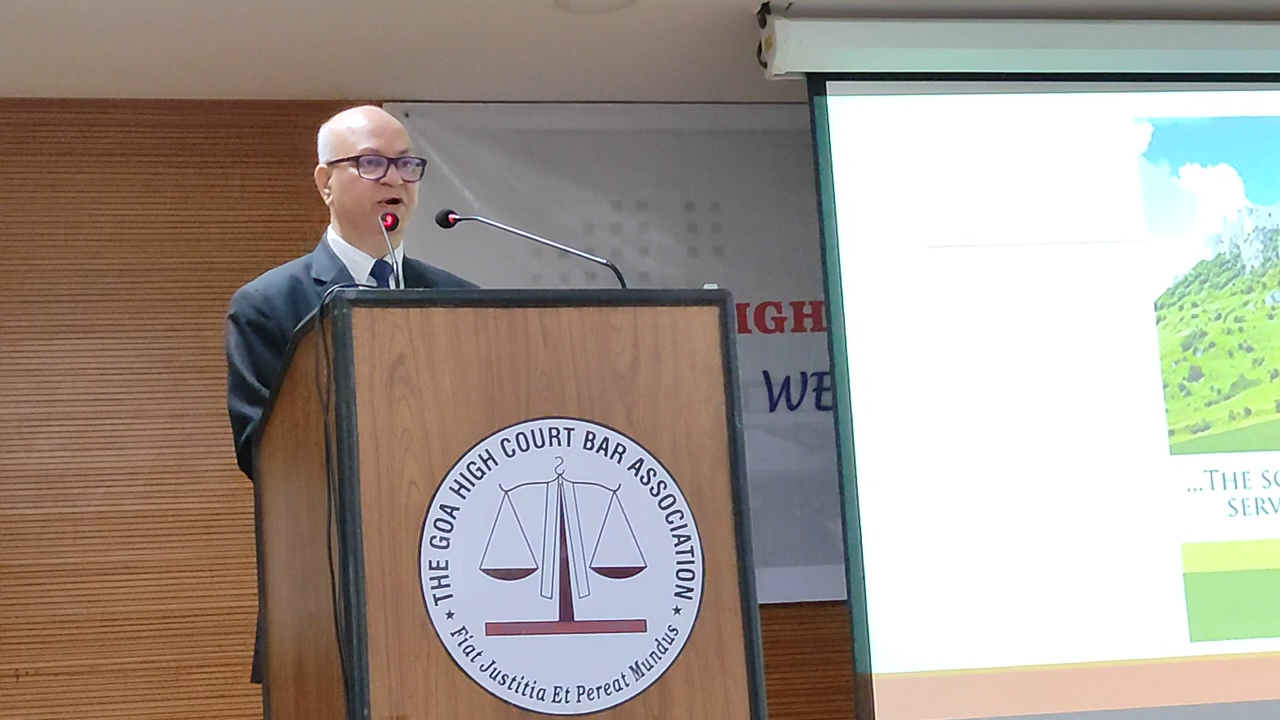 IGH
WE
THE GOA HIGH COURT BAR ASSOCIATION
Fiat Justitia Et Pereat Mundus
...THE SO
SERV